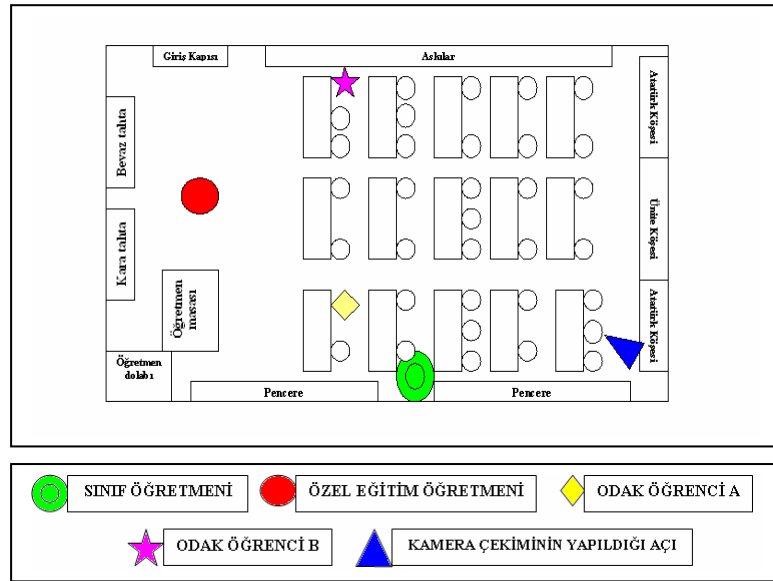 Giriş Kapısı
Askılar
Beyaz tahta
Kara tahta
Öğretmen
masası
Öğretmen
dolabı
Pencere
Pencere
Atatürk Köşesi
Ünite Köşesi
Atatürk Köşesi
SINIF ÖĞRETMENİ
ÖZEL EĞİTİM ÖĞRETMENİ
ODAK ÖĞRENCİ A
ODAK ÖĞRENCİ B
KAMERA ÇEKİMİNİN YAPILDIĞI AÇI